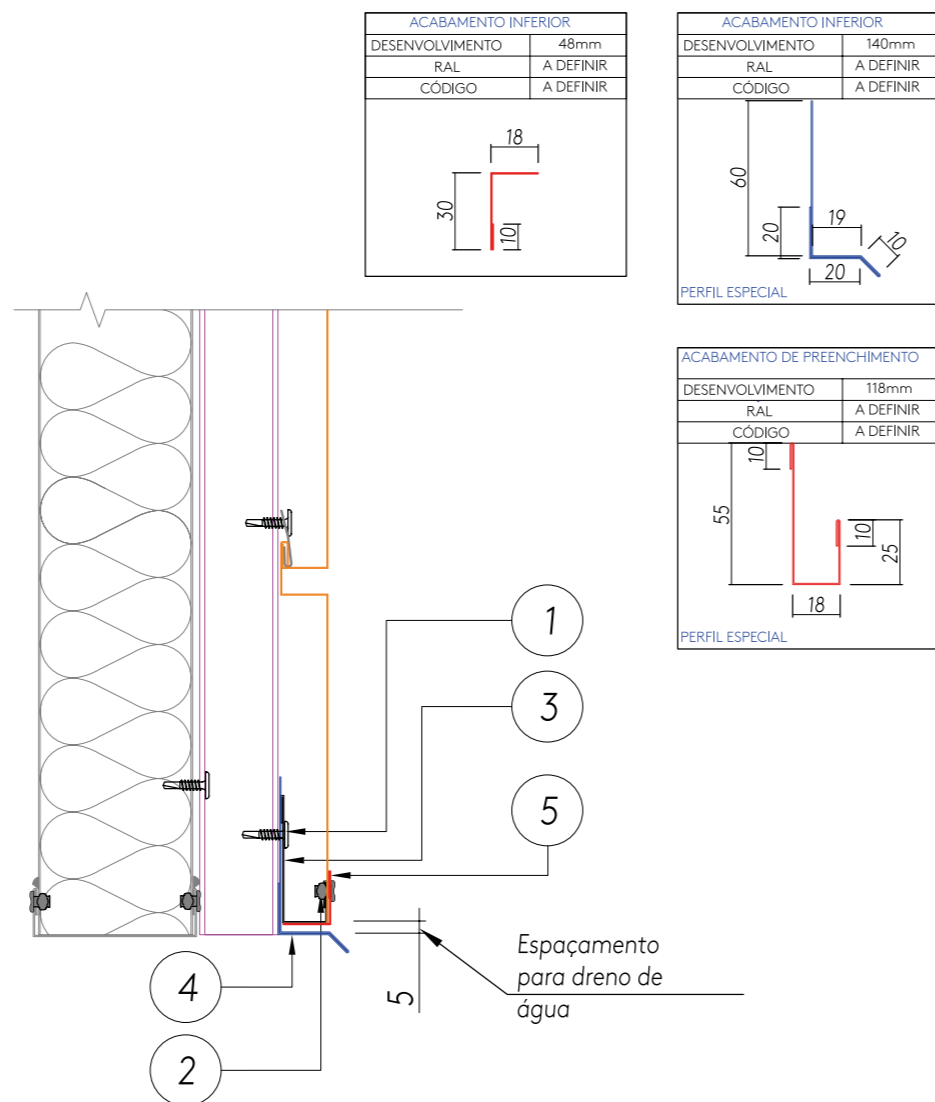 ACABAMENTO INFERIOR
DESENVOLVIMENTO 48mm
RAL A DEFINIR
CÓDIGO A DEFINIR
18
30
10
ACABAMENTO INFERIOR
DESENVOLVIMENTO 140mm
RAL A DEFINIR
CÓDIGO A DEFINIR
60
20
19
10
20
PERFIL ESPECIAL
ACABAMENTO DE PREENCHIMENTO
DESENVOLVIMENTO 118mm
RAL A DEFINIR
CÓDIGO A DEFINIR
10
55
10
25
18
PERFIL ESPECIAL
1
3
5
4
2
5
Espaçamento
para dreno de
água